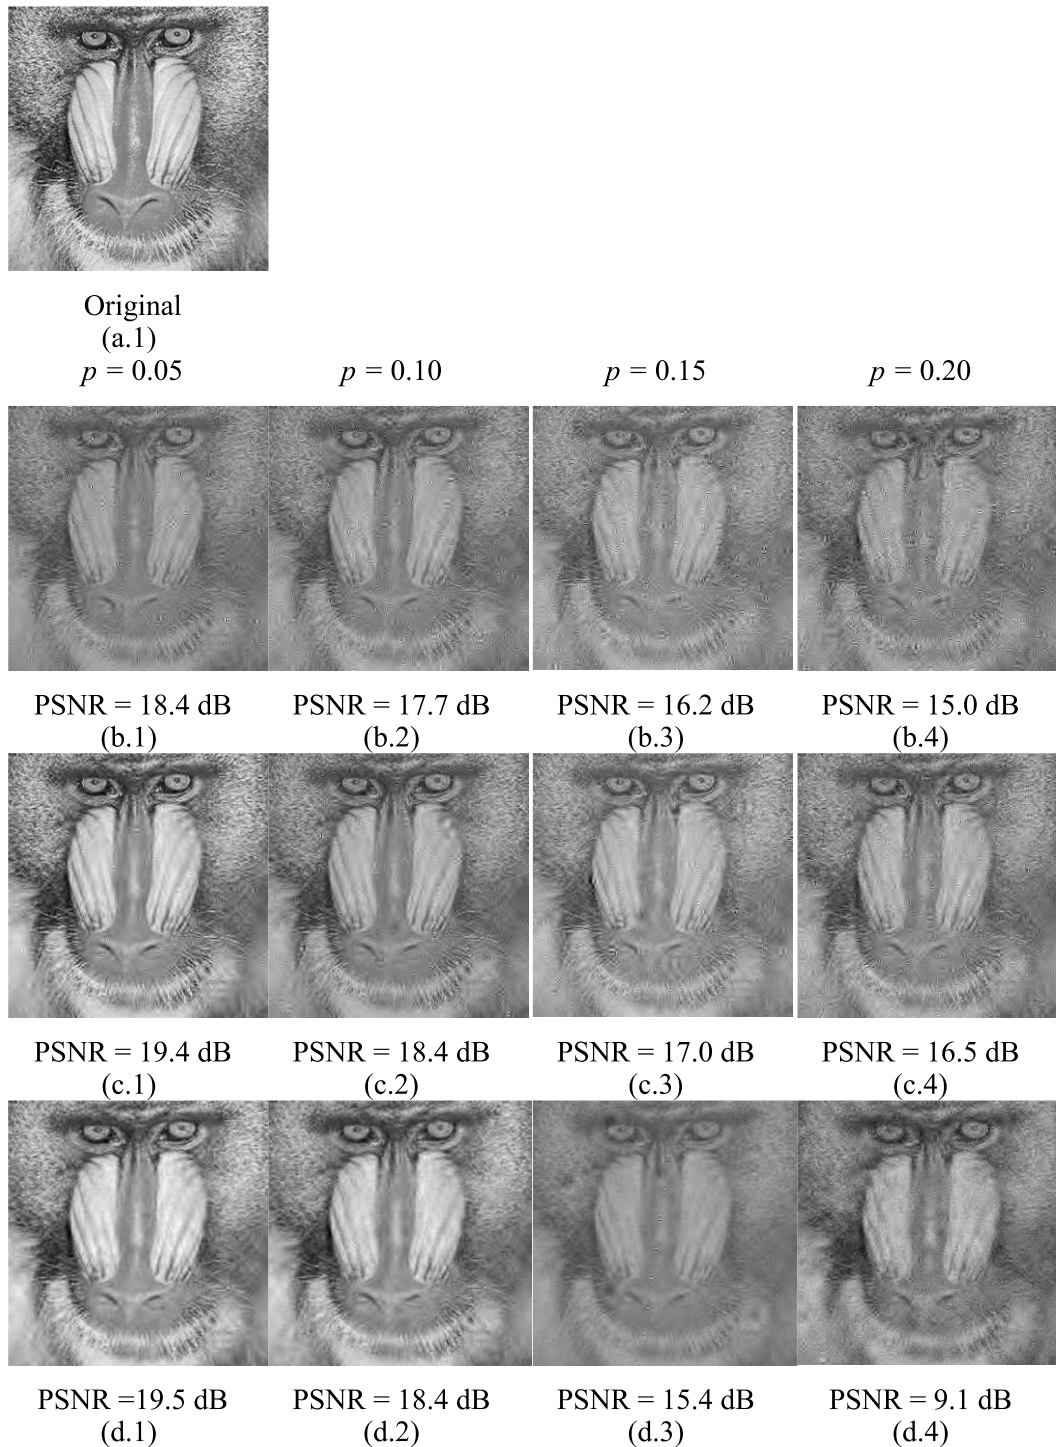 Original
(a.1)
p = 0.05 p = 0.10 p = 0.15 p = 0.20
PSNR = 18.4 dB PSNR = 17.7 dB PSNR = 16.2 dB PSNR = 15.0 dB
(b.1) (b.2) (b.3) (b.4)
PSNR = 19.4 dB PSNR = 18.4 dB PSNR = 17.0 dB PSNR = 16.5 dB
(c.1) (c.2) (c.3) (c.4)
PSNR =19.5 dB PSNR = 18.4 dB PSNR = 15.4 dB PSNR = 9.1 dB
(d.1) (d.2) (d.3) (d.4)